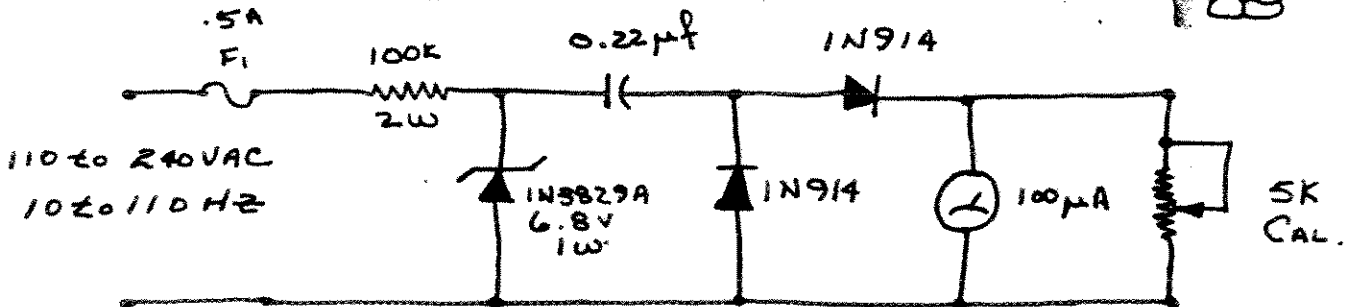 .5A
F1
100K
2W
0.22µf
1N914
110 to 240VAC
10 to 110 HZ
1N3829A
6.8V
1W
1N914
100µA
5K
CAL.